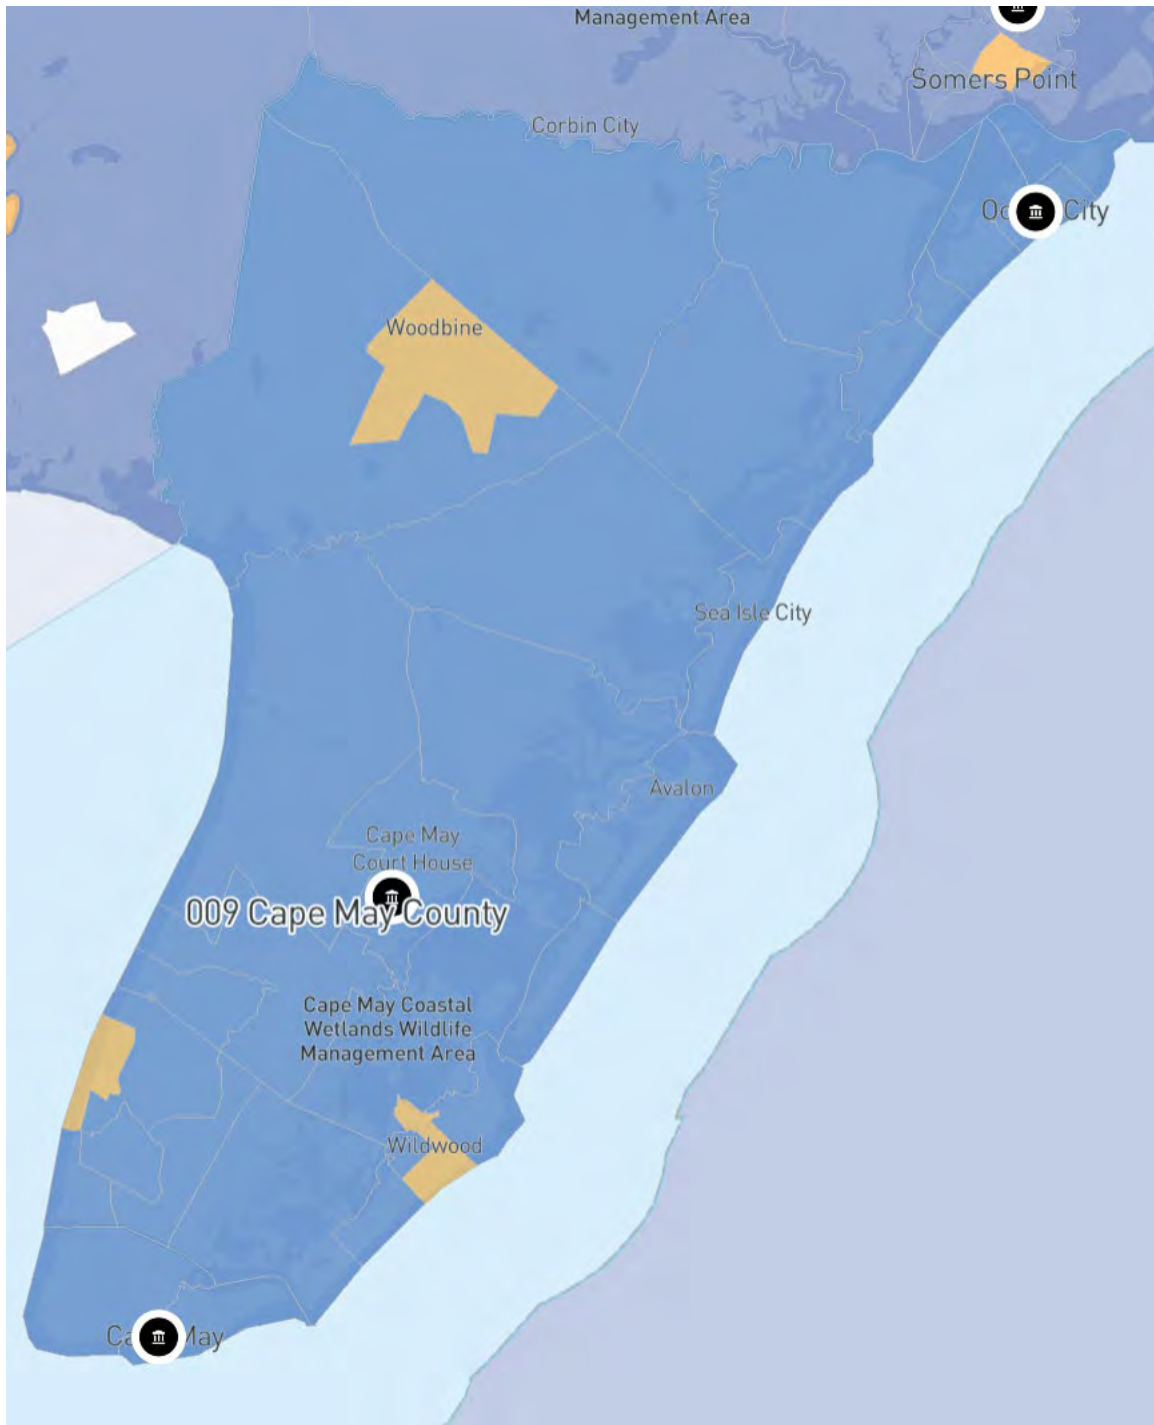 Management Area
Somers Point
Corbin City
City
Woodbine
Sea Isle City
Avalon
Cape May
Court House
009 Cape May County
Cape May Coastal
Wetlands Wildlife
Management Area
Wildwood
May